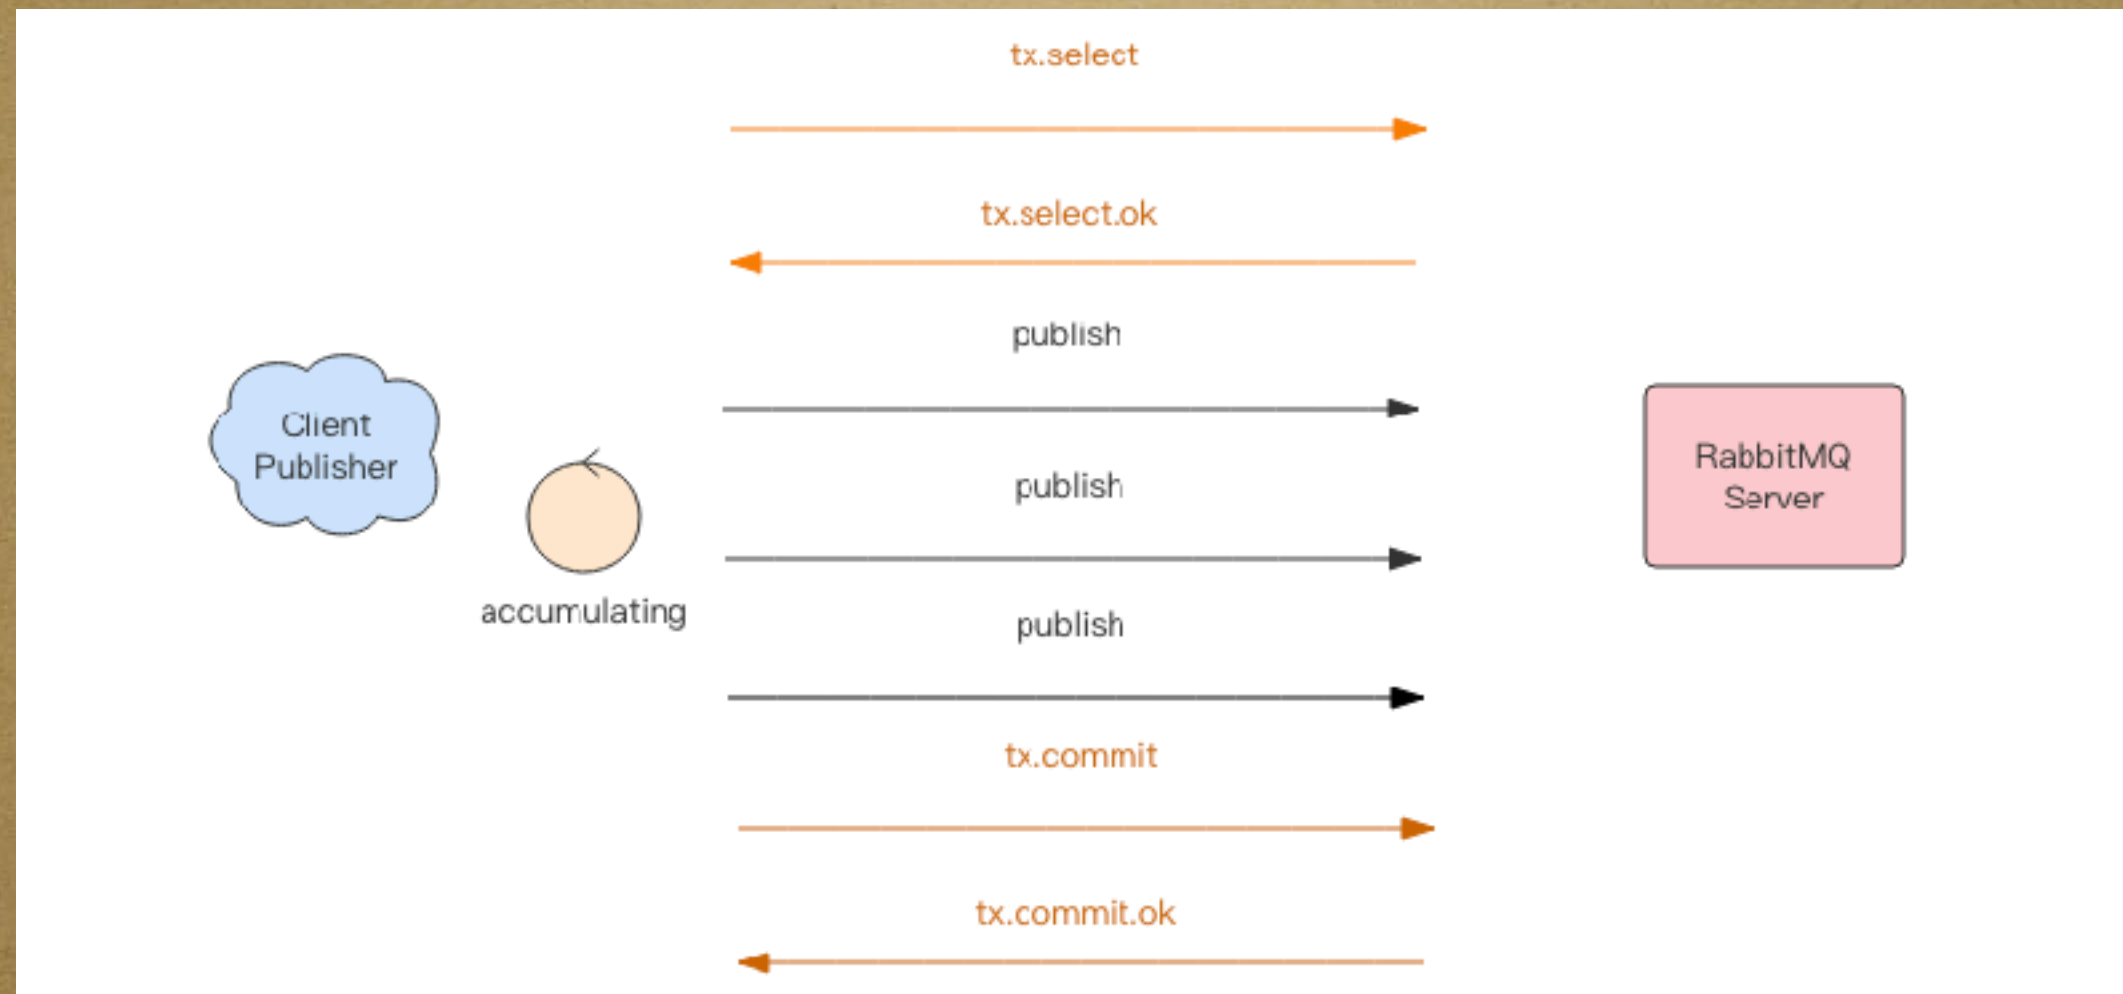 tx.select
tx.select.ok
publish
Client
Publisher
publish
RabbitMQ
Server
accumulating
publish
tx.commit
tx.commit.ok